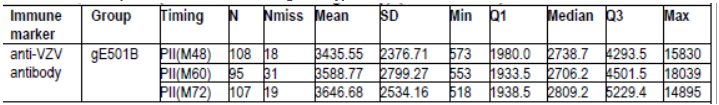 Immune marker Group Timing N Nmiss Mean SD Min Q1 Median Q3 Max
anti-VZV antibody gE501B PII(M48) 108 18 3435.55 2376.71 573 1980.0 2738.7 4293.5 15830
PII(M60) 95 31 3588.77 2799.27 553 1933.5 2706.2 4501.5 18039
PII(M72) 107 19 3646.68 2534.16 518 1938.5 2809.2 5229.4 14895